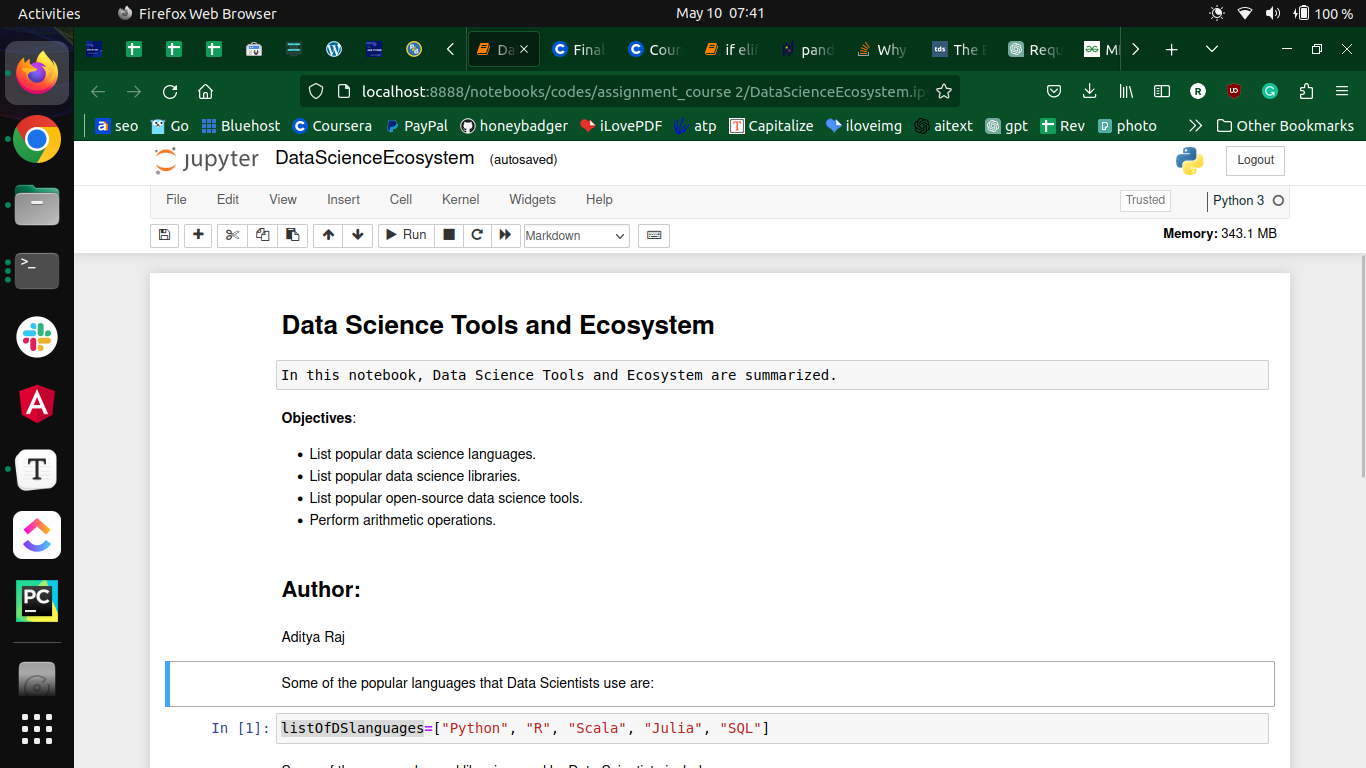 Activities Firefox Web Browser May 10 07:41 100 %
Da Final Cour if elif pand Why tds The Requ
localhost:8888/notebooks/codes/assignment_course 2/DataScienceEcosystem.ip
seo Go Bluehost Coursera PayPal honeybadger iLovePDF atp Capitalize iloveimg aitext gpt Rev photo Other Bookmarks
jupyter DataScienceEcosystem (autosaved) Logout
File Edit View Insert Cell Kernel Widgets Help Trusted Python 3
Run Markdown Memory: 343.1 MB
Data Science Tools and Ecosystem
In this notebook, Data Science Tools and Ecosystem are summarized.
Objectives:
• List popular data science languages.
• List popular data science libraries.
• List popular open-source data science tools.
• Perform arithmetic operations.
Author:
Aditya Raj
Some of the popular languages that Data Scientists use are:
In [1]: listOfDSlanguages=["Python", "R", "Scala", "Julia", "SQL"]